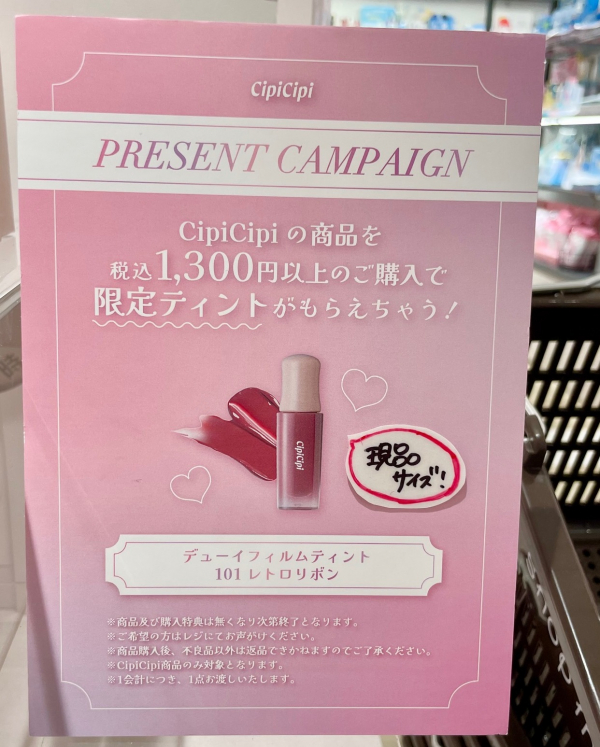 CipiCipi
PRESENT CAMPAIGN
CipiCipi の商品を
税込1,300円以上のご購入で
限定ティントがもらえちゃう!
CipiCipi
現品
サイズ!
デューイフィルムティント
101 レトロリボン
※商品及び購入特典は無くなり次第終了となります。
※ご希望の方はレジにてお声がけください。
※商品購入後、不良品以外は返品できかねますのでご了承ください。
※CipiCipi商品のみ対象となります。
※1会計につき、1点お渡しいたします。